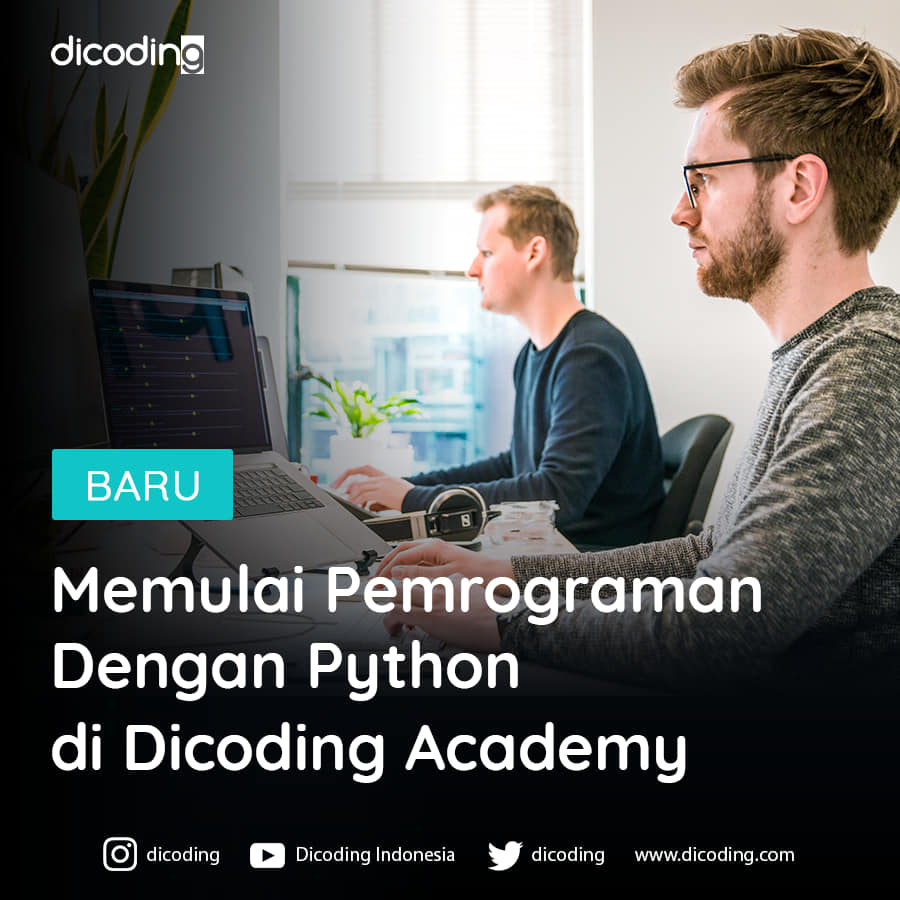 dicoding
BARU
Memulai Pemrograman
Dengan Python
di Dicoding Academy
dicoding
Dicoding Indonesia
dicoding
www.dicoding.com